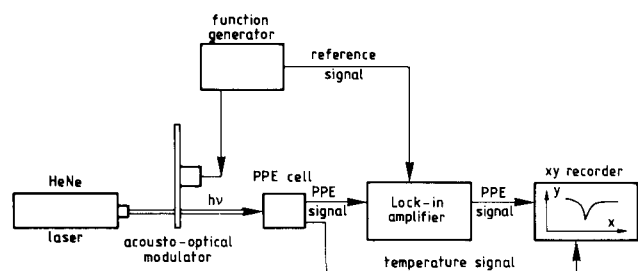 function
generator
reference
signal
HeNe
laser
acousto-optical
modulator
hν
PPE cell
PPE
signal
Lock-in
amplifier
PPE
signal
xy recorder
y
x
temperature signal